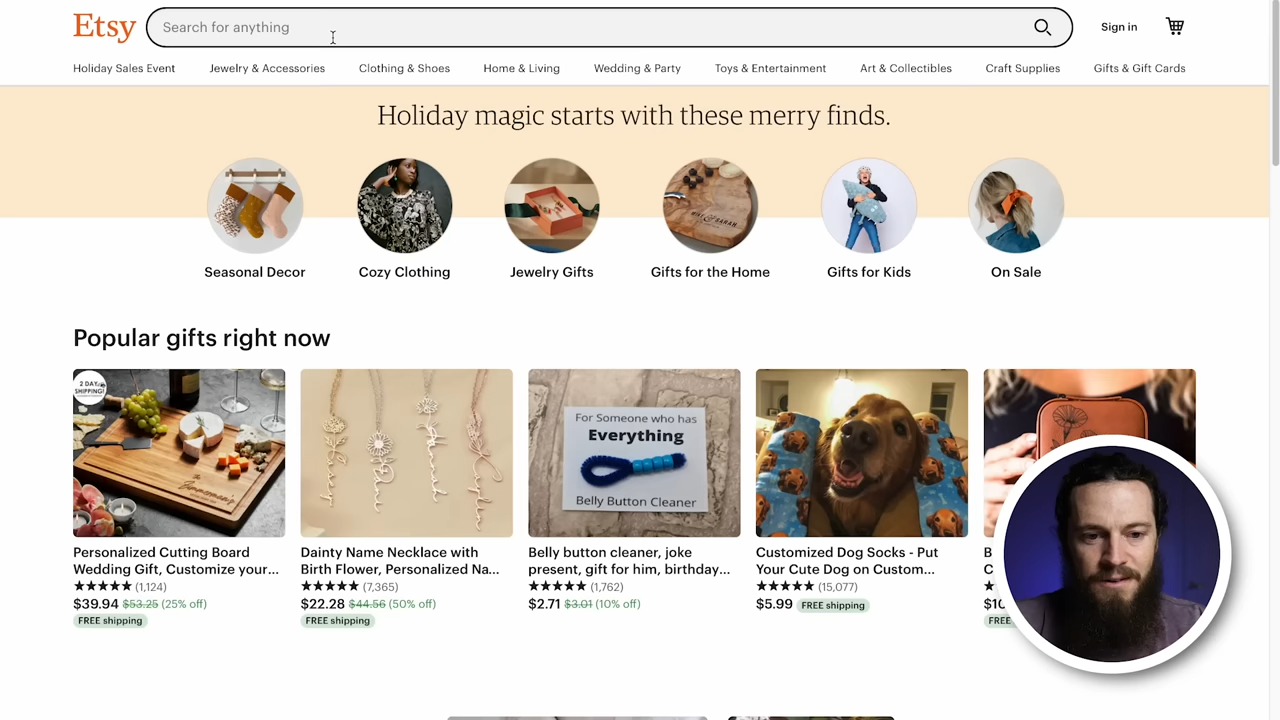 Etsy
Search for anything
Sign in
Holiday Sales Event
Jewelry & Accessories
Clothing & Shoes
Home & Living
Wedding & Party
Toys & Entertainment
Art & Collectibles
Craft Supplies
Gifts & Gift Cards
Holiday magic starts with these merry finds.
Seasonal Decor
Cozy Clothing
Jewelry Gifts
Gifts for the Home
Gifts for Kids
On Sale
Popular gifts right now
2 DAY
SHIPPING!
For Someone who has
Everything
Belly Button Cleaner
Personalized Cutting Board
Wedding Gift, Customize your...
★★★★★ (1,124)
$39.94 $53.25 (25% off)
FREE shipping
Dainty Name Necklace with
Birth Flower, Personalized Na...
★★★★★ (7,365)
$22.28 $44.56 (50% off)
FREE shipping
Belly button cleaner, joke
present, gift for him, birthday...
★★★★★ (1,762)
$2.71 $3.01 (10% off)
Customized Dog Socks - Put
Your Cute Dog on Custom...
★★★★★ (15,077)
$5.99 FREE shipping